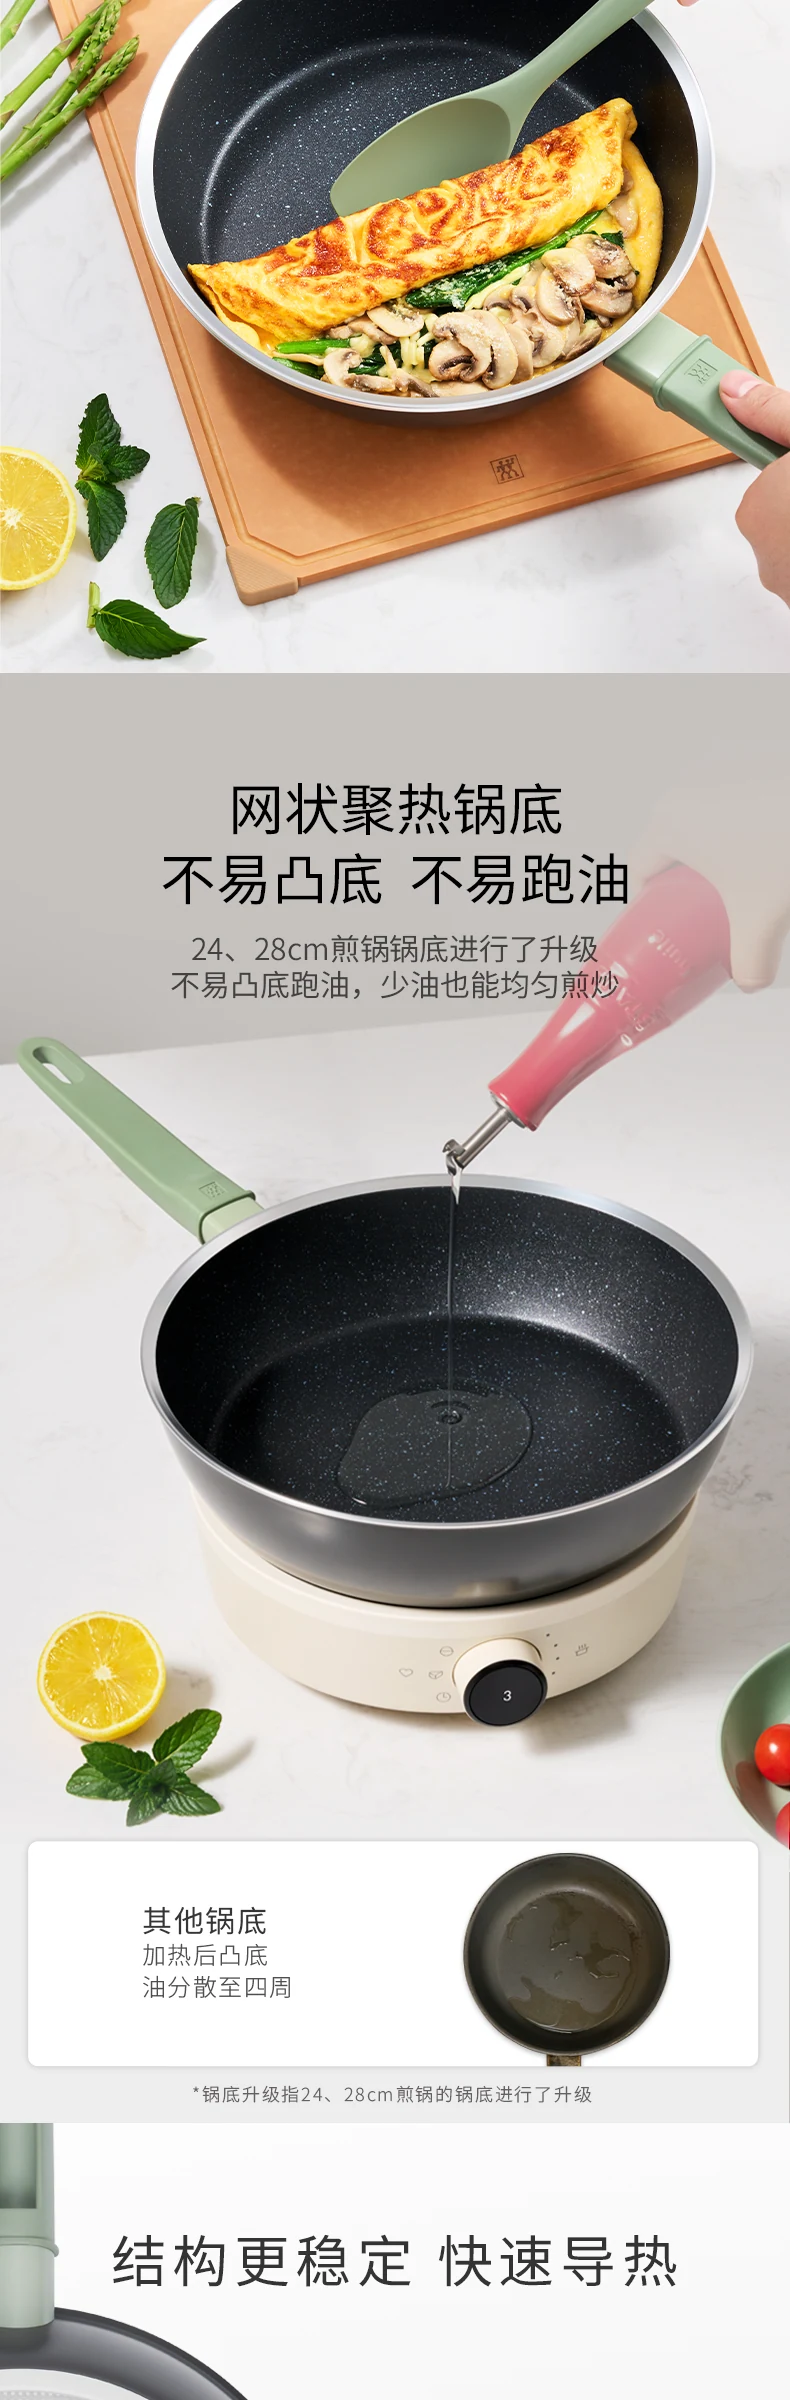 网状聚热锅底
不易凸底 不易跑油
24、28cm煎锅锅底进行了升级
不易凸底跑油，少油也能均匀煎炒
3
其他锅底
加热后凸底
油分散至四周
*锅底升级指24、28cm煎锅的锅底进行了升级
结构更稳定 快速导热